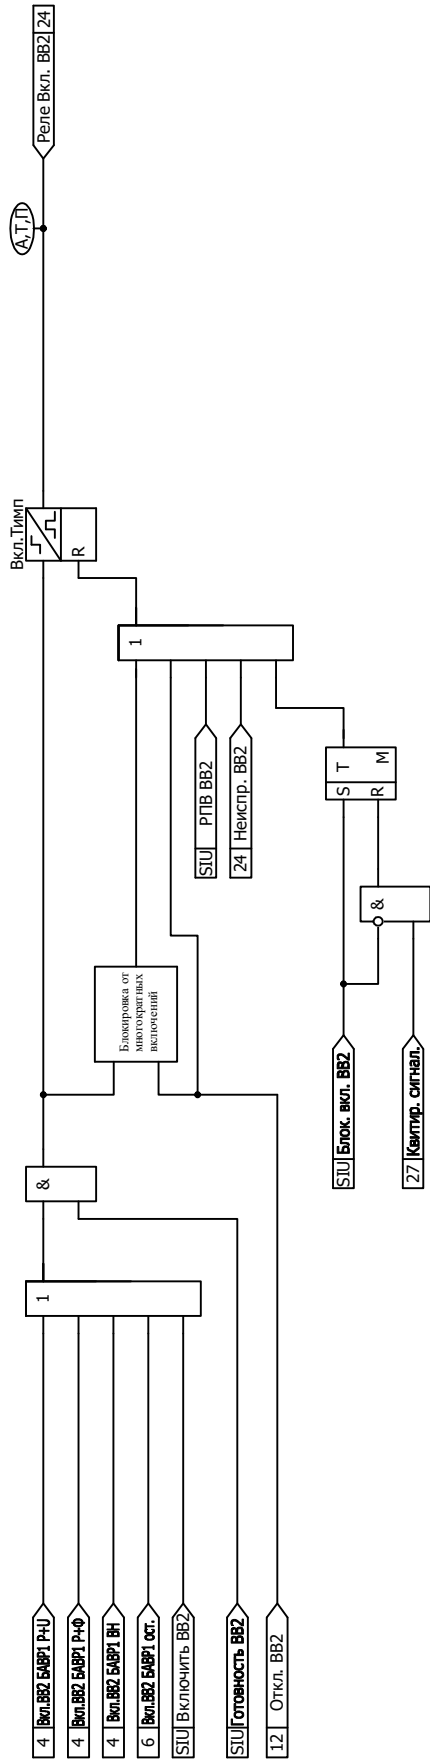 4 Вкл.ВВ2 БАВР1 P+U
4 Вкл.ВВ2 БАВР1 P+Ф
4 Вкл.ВВ2 БАВР1 ВН
6 Вкл.ВВ2 БАВР1 ост.
SIU Включить ВВ2
SIU Готовность ВВ2
12 Откл. ВВ2
1
&
Блокировка от
многократных
включений
SIU Блок. вкл. ВВ2
27 Квитир. сигнал.
&
SIU РПВ ВВ2
24 Неиспр. ВВ2
S T
R M
1
Вкл.Тимп
R
А,Т,П
Реле Вкл. ВВ2 24